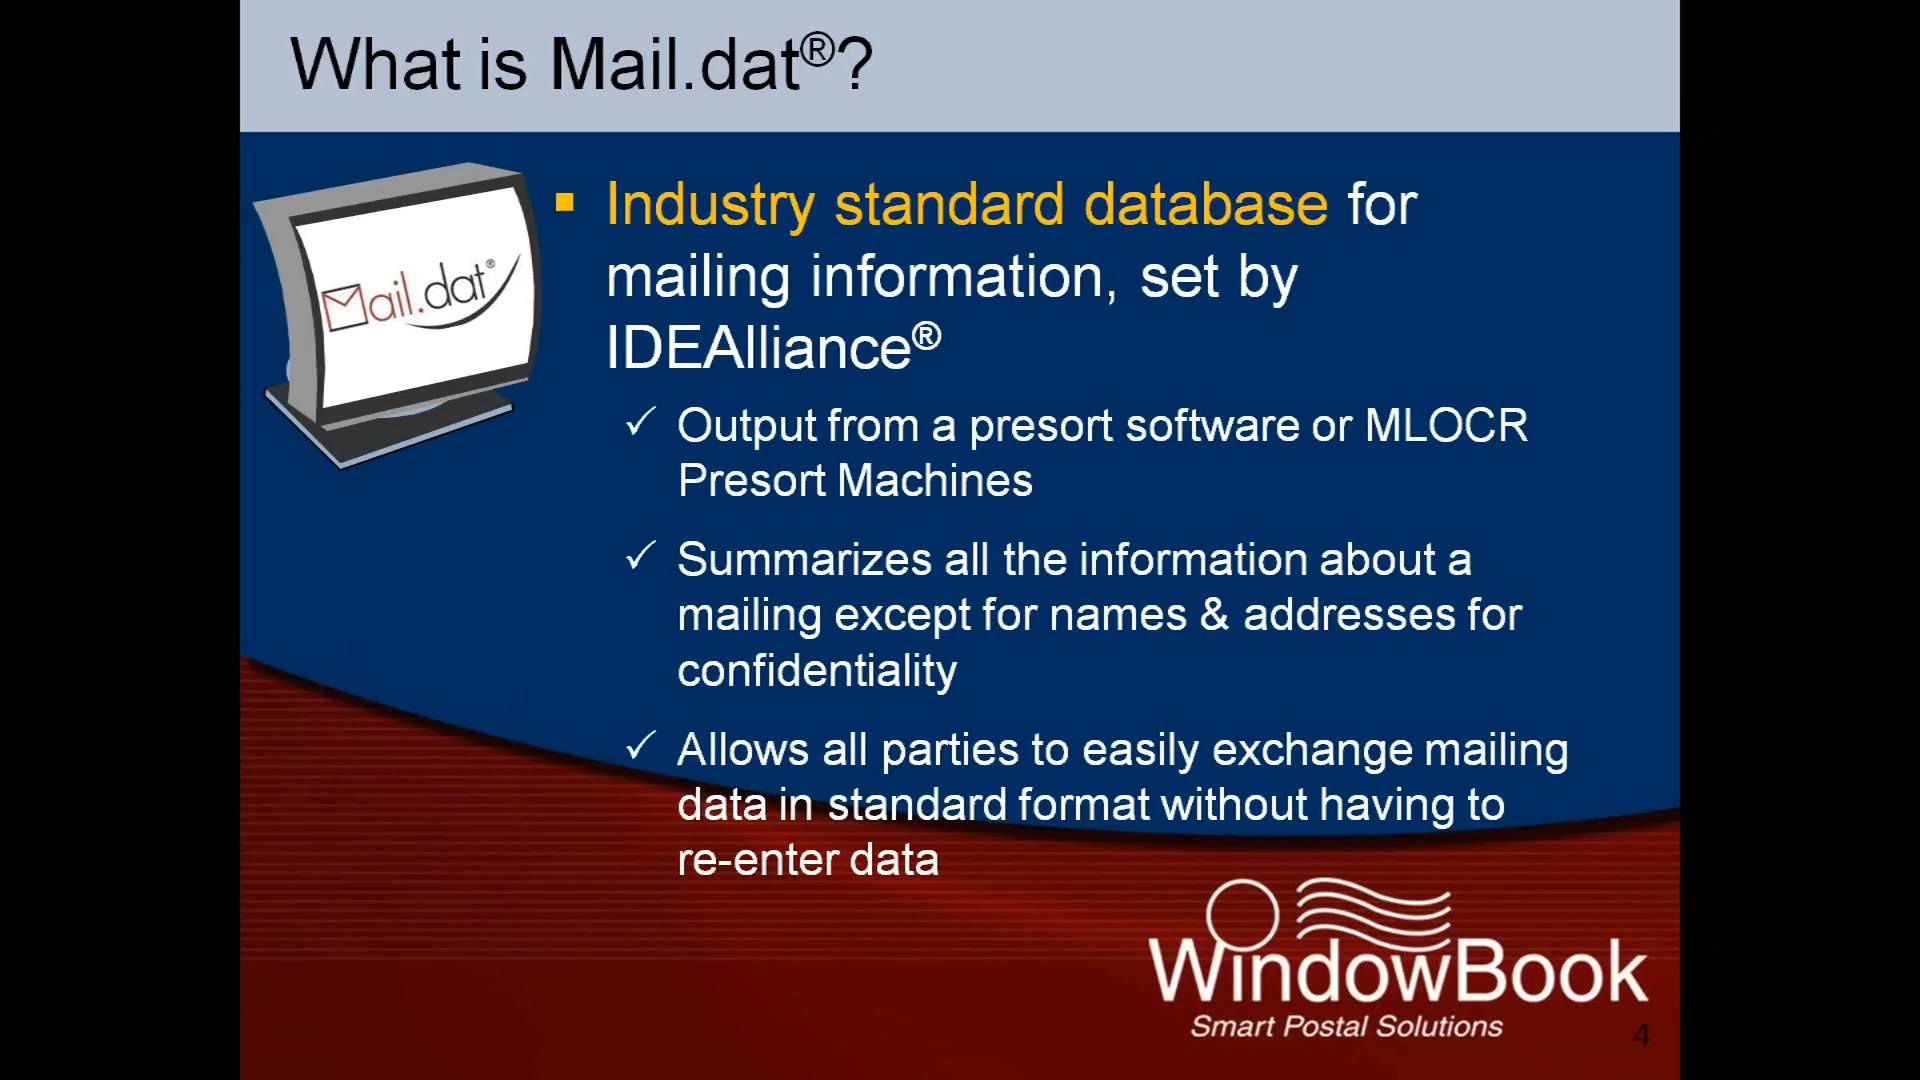 What is Mail.dat®?
Mail.dat®
▪ Industry standard database for
mailing information, set by
IDEAlliance®
✓ Output from a presort software or MLOCR
Presort Machines
✓ Summarizes all the information about a
mailing except for names & addresses for
confidentiality
✓ Allows all parties to easily exchange mailing
data in standard format without having to
re-enter data
WindowBook
Smart Postal Solutions
4